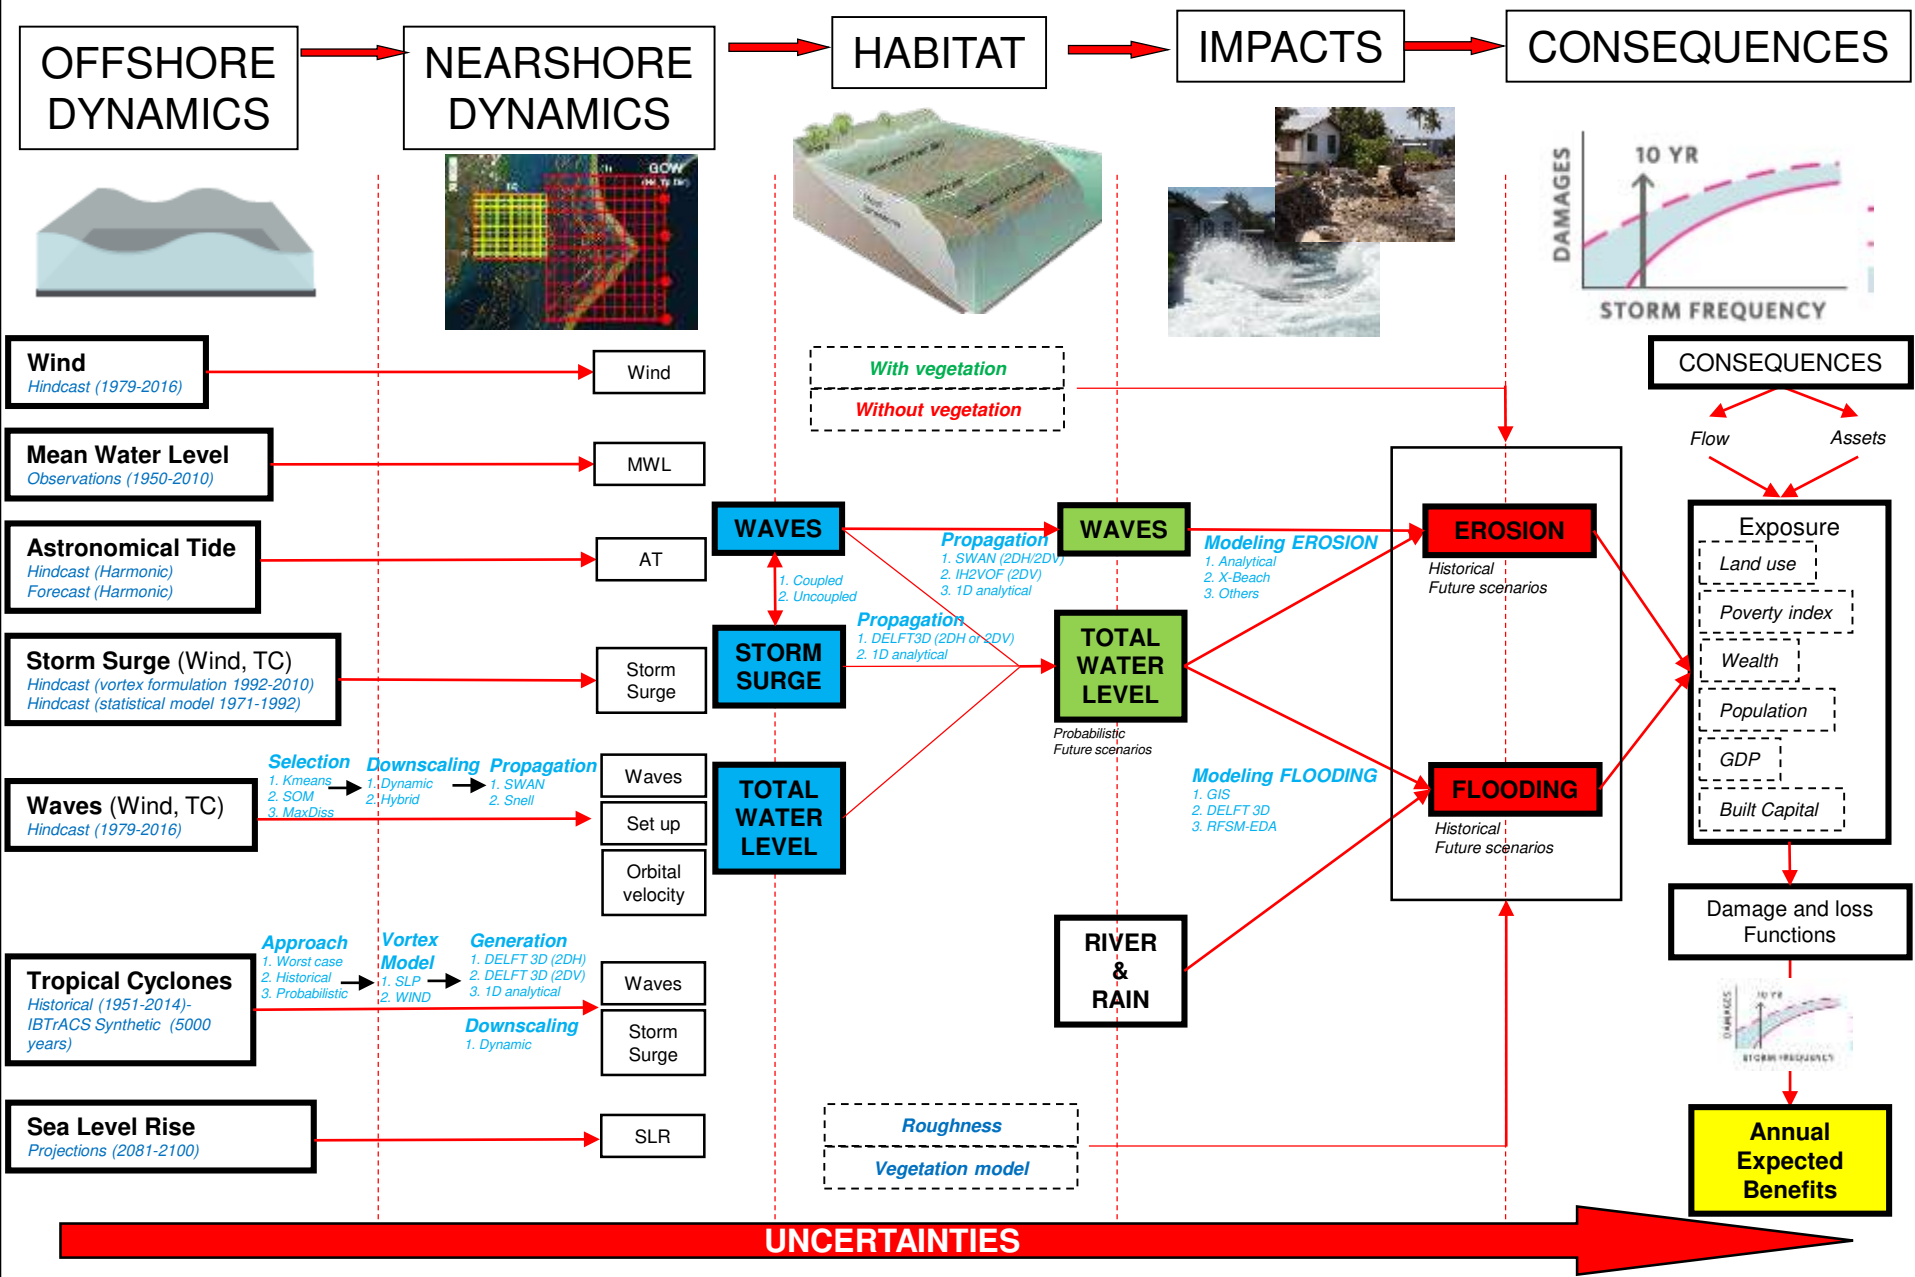 OFFSHORE
DYNAMICS
NEARSHORE
DYNAMICS
HABITAT
IMPACTS
CONSEQUENCES
GOW
DAMAGES
10 YR
STORM FREQUENCY
Wind
Hindcast (1979-2016)
Wind
With vegetation
Without vegetation
CONSEQUENCES
Flow
Assets
Mean Water Level
Observations (1950-2010)
MWL
Astronomical Tide
Hindcast (Harmonic)
Forecast (Harmonic)
AT
WAVES
1. Coupled
2. Uncoupled
Propagation
1. SWAN (2DH/2DV)
2. IH2VOF (2DV)
3. 1D analytical
WAVES
Modeling EROSION
1. Analytical
2. X-Beach
3. Others
EROSION
Historical
Future scenarios
Exposure
Land use
Poverty index
Wealth
Population
GDP
Built Capital
Storm Surge (Wind, TC)
Hindcast (vortex formulation 1992-2010)
Hindcast (statistical model 1971-1992)
Storm
Surge
STORM
SURGE
Propagation
1. DELFT3D (2DH or 2DV)
2. 1D analytical
TOTAL
WATER
LEVEL
Probabilistic
Future scenarios
Waves (Wind, TC)
Hindcast (1979-2016)
Selection
1. Kmeans
2. SOM
3. MaxDiss
Downscaling
1. Dynamic
2. Hybrid
Propagation
1. SWAN
2. Snell
Waves
Set up
Orbital
velocity
TOTAL
WATER
LEVEL
Modeling FLOODING
1. GIS
2. DELFT 3D
3. RFSM-EDA
FLOODING
Historical
Future scenarios
Damage and loss
Functions
Tropical Cyclones
Historical (1951-2014)-
IBTrACS Synthetic (5000
years)
Approach
1. Worst case
2. Historical
3. Probabilistic
Vortex
Model
1. SLP
2. WIND
Generation
1. DELFT 3D (2DH)
2. DELFT 3D (2DV)
3. 1D analytical
Downscaling
1. Dynamic
Waves
Storm
Surge
RIVER
&
RAIN
DAMAGES
10 YR
STORM FREQUENCY
Sea Level Rise
Projections (2081-2100)
SLR
Roughness
Vegetation model
Annual
Expected
Benefits
UNCERTAINTIES